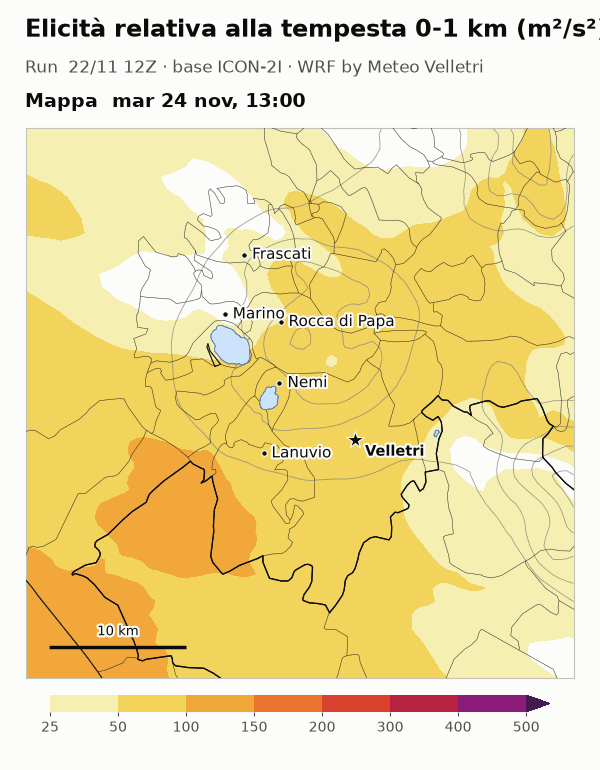 Elicità relativa alla tempesta 0-1 km (m²/s²)
Run 22/11 12Z · base ICON-2I · WRF by Meteo Velletri
Mappa mar 24 nov, 13:00
Frascati
Marino
Rocca di Papa
Nemi
Velletri
Lanuvio
10 km
25 50 100 150 200 300 400 500